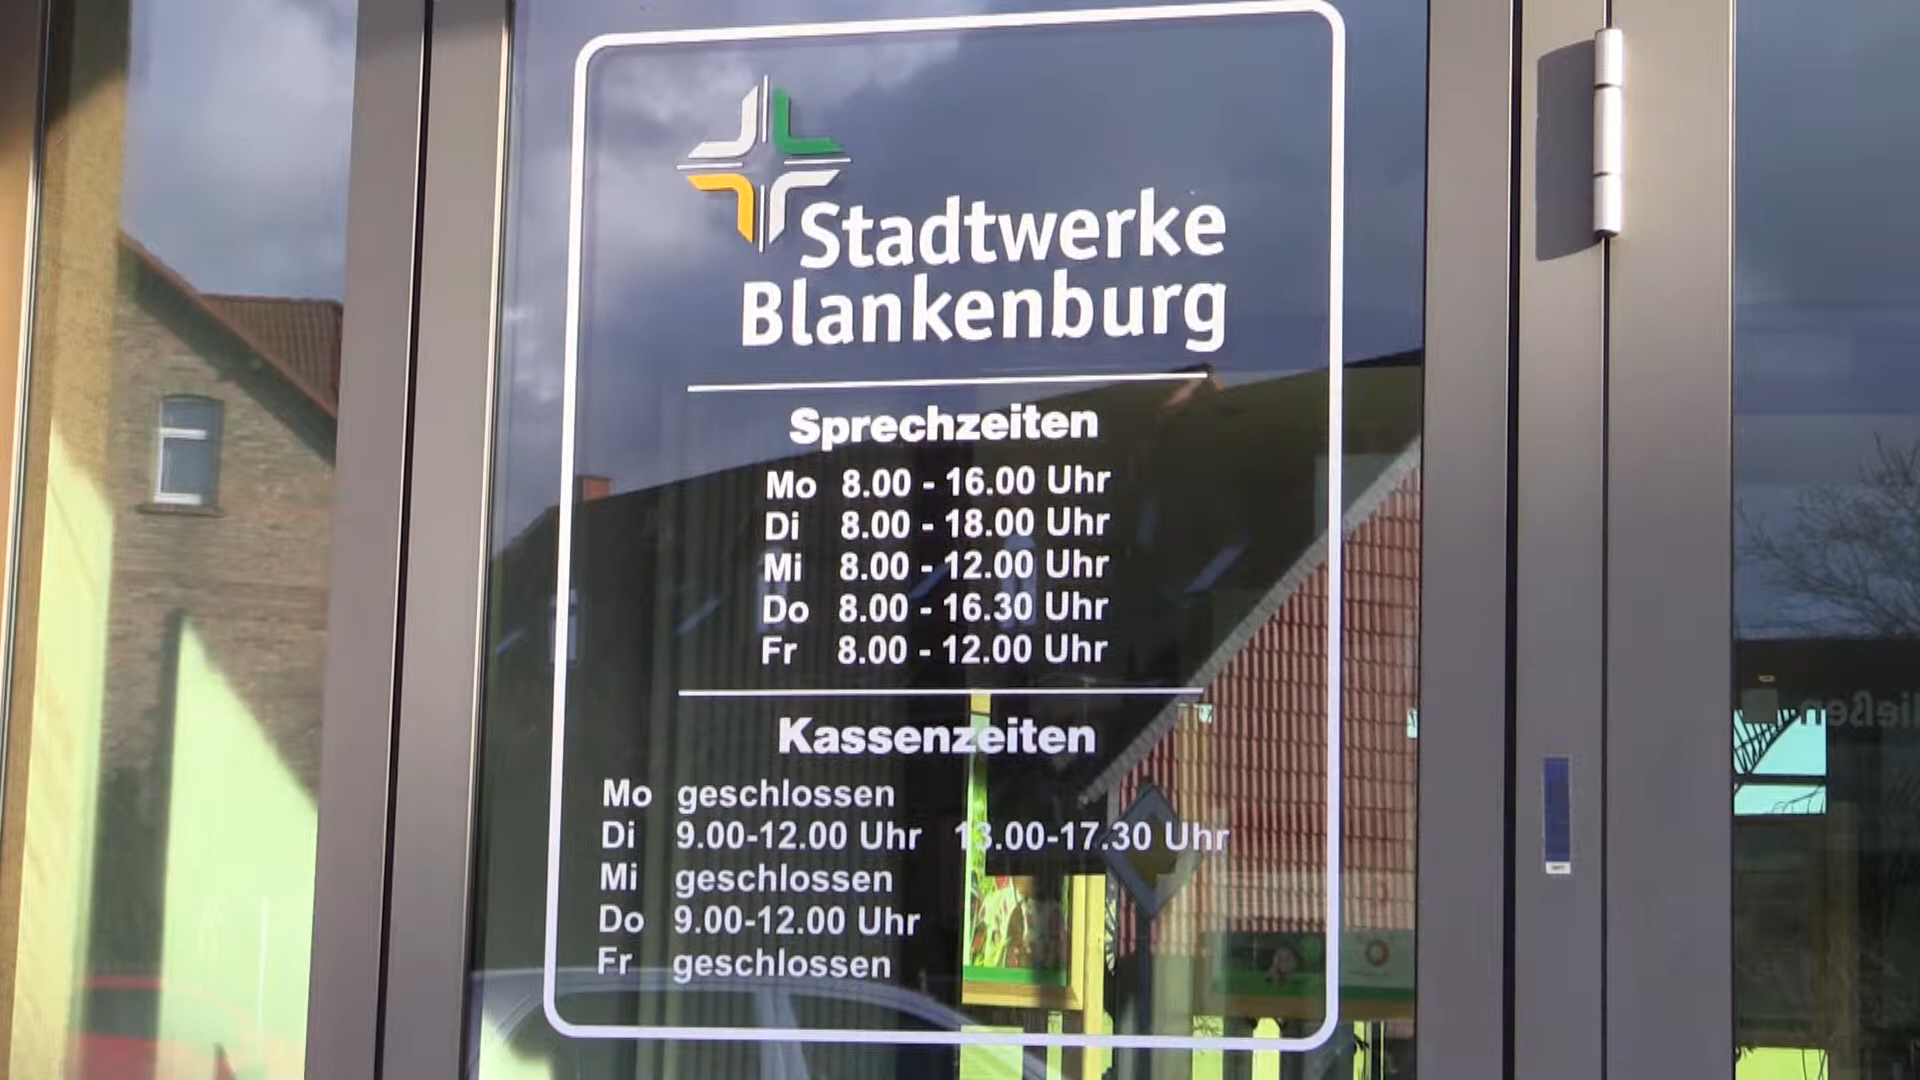 Stadtwerke
Blankenburg
Sprechzeiten
Mo 8.00 - 16.00 Uhr
Di 8.00 - 18.00 Uhr
Mi 8.00 - 12.00 Uhr
Do 8.00 - 16.30 Uhr
Fr 8.00 - 12.00 Uhr
Kassenzeiten
Mo geschlossen
Di 9.00-12.00 Uhr 13.00-17.30 Uhr
Mi geschlossen
Do 9.00-12.00 Uhr
Fr geschlossen